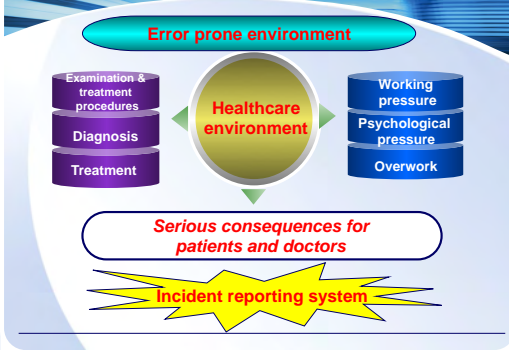 Error prone environment
Examination &
treatment
procedures
Diagnosis
Treatment
Healthcare
environment
Working
pressure
Psychological
pressure
Overwork
Serious consequences for
patients and doctors
Incident reporting system